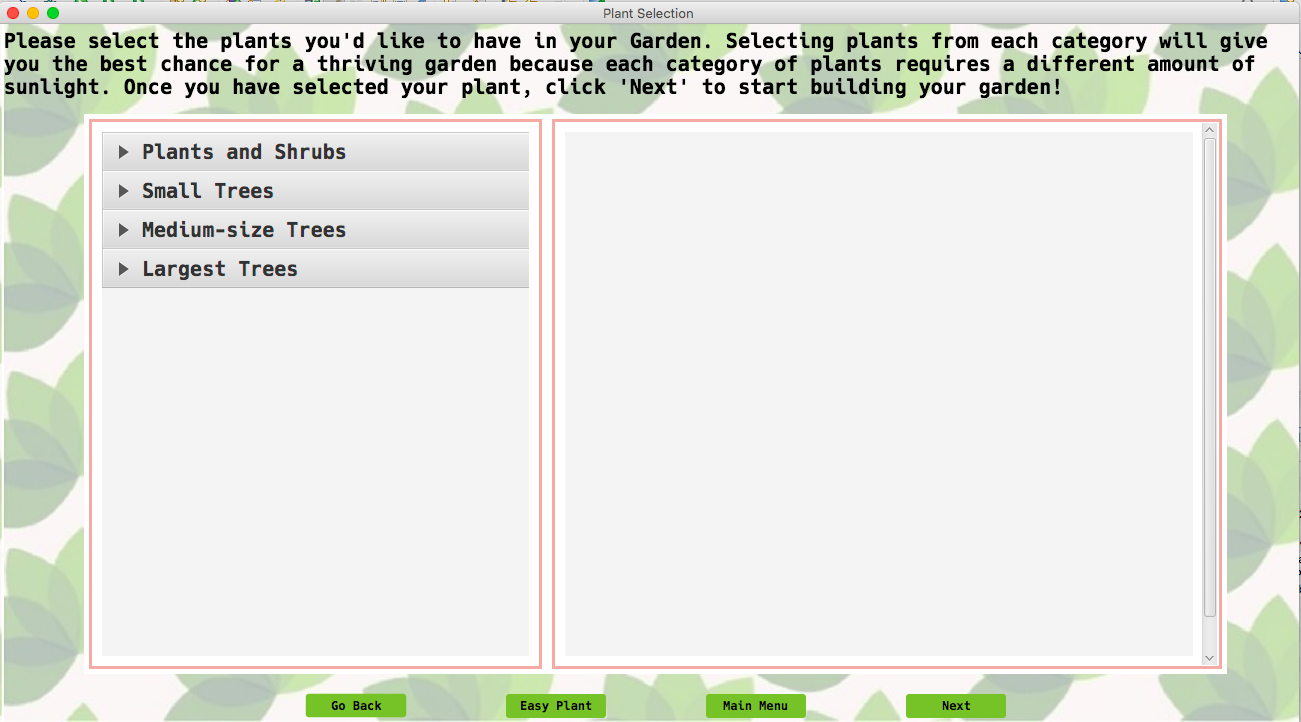 Plant Selection
Please select the plants you'd like to have in your Garden. Selecting plants from each category will give
you the best chance for a thriving garden because each category of plants requires a different amount of
sunlight. Once you have selected your plant, click 'Next' to start building your garden!
Plants and Shrubs
Small Trees
Medium-size Trees
Largest Trees
Go Back
Easy Plant
Main Menu
Next